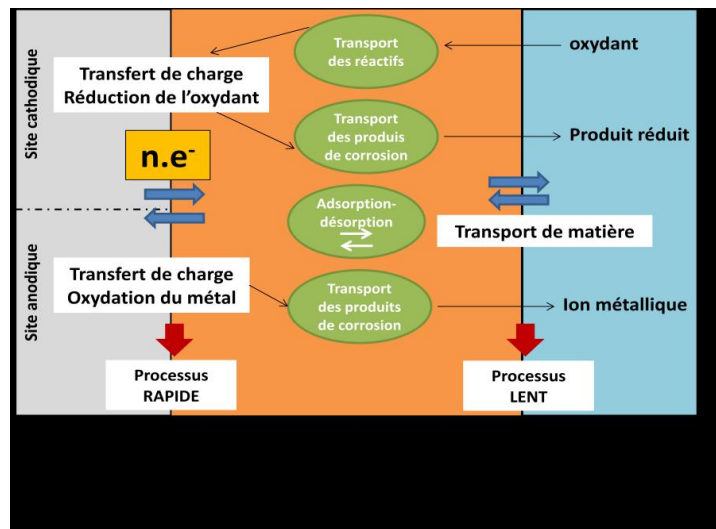 Site cathodique
Transfert de charge
Réduction de l'oxydant
Transport
des réactifs
oxydant
Transport
des produis
de corrosion
Produit réduit
n.e-
Adsorption-
désorption
Transport de matière
Site anodique
Transfert de charge
Oxydation du métal
Transport
des produits
de corrosion
Ion métallique
Processus
RAPIDE
Processus
LENT